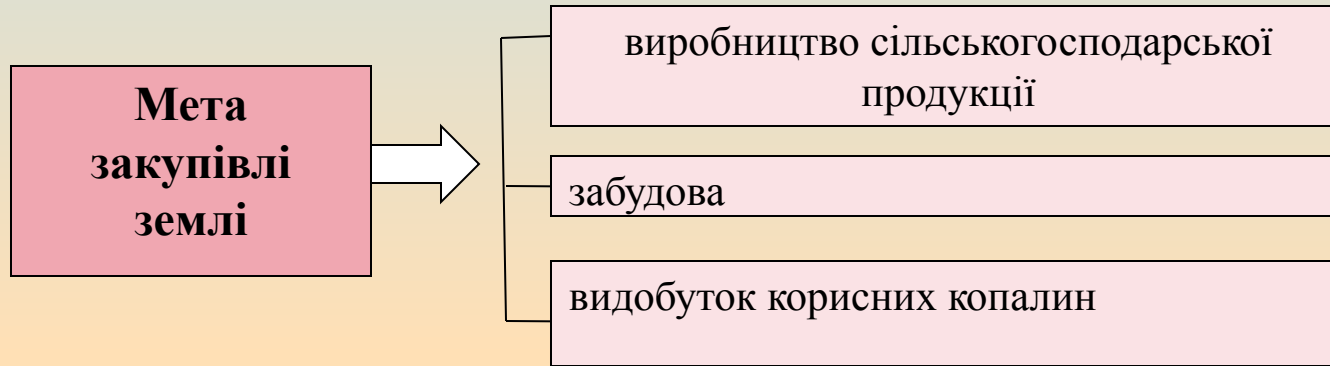 Мета
закупівлі
землі
виробництво сільськогосподарської
продукції
забудова
видобуток корисних копалин